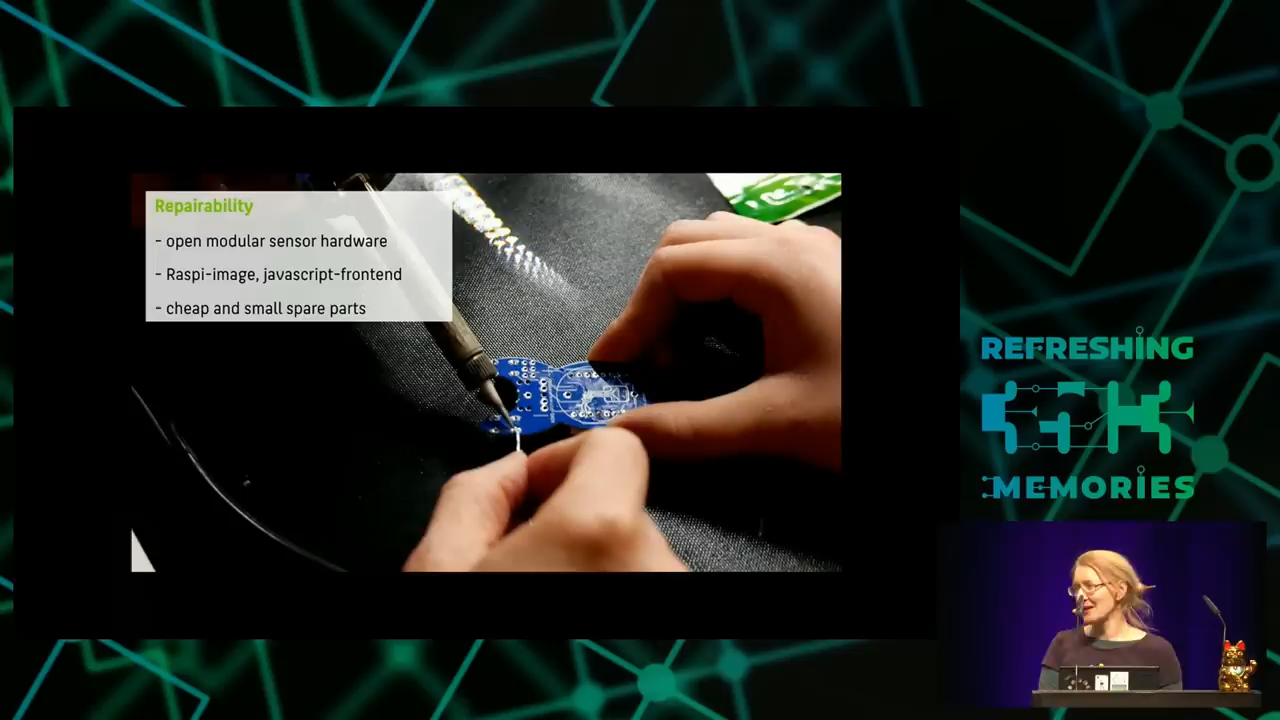 Repairability
- open modular sensor hardware
- Raspi-image, javascript-frontend
- cheap and small spare parts
REFRESHING
MEMORIES